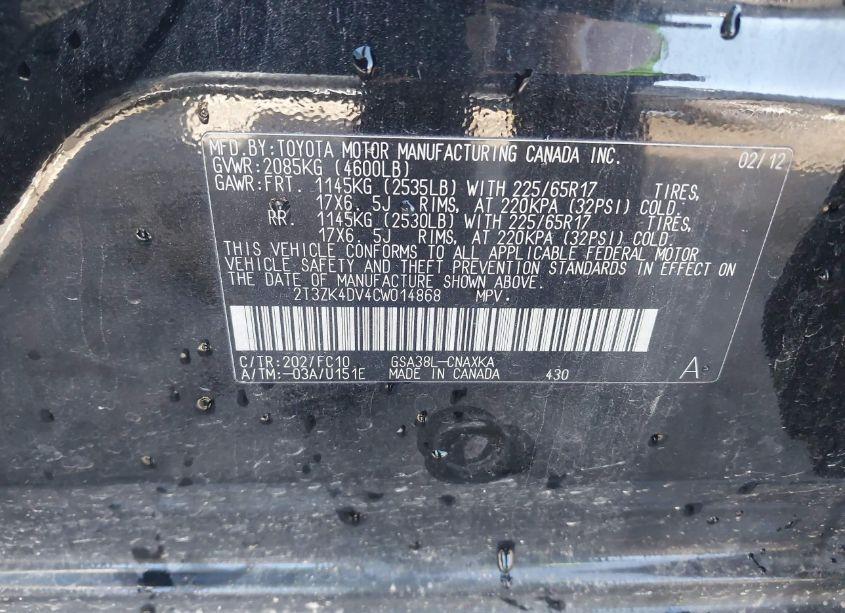 MFD.BY:TOYOTA MOTOR MANUFACTURING CANADA INC. 02/12
GVWR:2085KG (4600LB)
GAWR:FRT. 1145KG (2535LB) WITH 225/65R17 TIRES,
17X6. 5J RIMS, AT 220KPA (32PSI) COLD.
RR. 1145KG (2530LB) WITH 225/65R17 TIRES,
17X6. 5J RIMS, AT 220KPA (32PSI) COLD.
THIS VEHICLE CONFORMS TO ALL APPLICABLE FEDERAL MOTOR
VEHICLE SAFETY AND THEFT PREVENTION STANDARDS IN EFFECT ON
THE DATE OF MANUFACTURE SHOWN ABOVE.
2T3ZK4DV4CW014868 MPV.
C/TR:202/FC10 GSA38L-CNAXKA
A/TM:-03A/U151E MADE IN CANADA 430 A